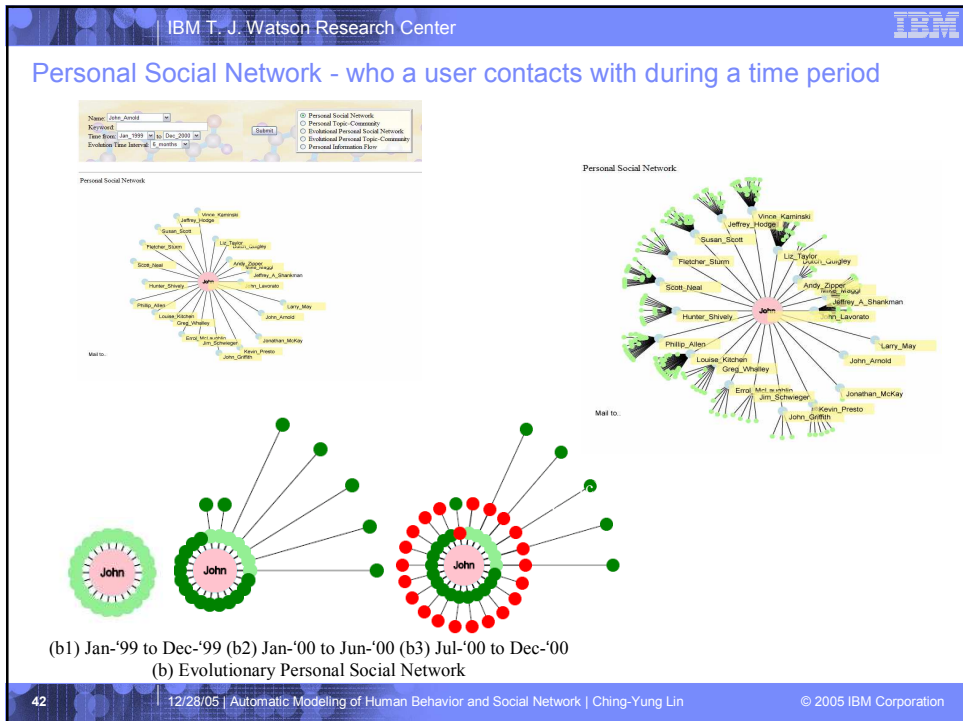 IBM T. J. Watson Research Center
IBM
Personal Social Network - who a user contacts with during a time period
Name: John_Arnold
Keyword:
Time from: Jan_1999 to Dec_2000
Evolution Time Interval: 6_months
Submit
Personal Social Network
Personal Topic-Community
Evolutional Personal Social Network
Evolutional Personal Topic-Community
Personal Information Flow
Personal Social Network
Vince_Kaminski
Jeffrey_Hodge
Susan_Scott
Liz_Taylor
Fletcher_Sturm
Andy_Zipper
Scott_Neal
Jeffrey_A_Shankman
Hunter_Shively
John
John_Lavorato
Phillip_Allen
Larry_May
Louise_Kitchen
John_Arnold
Greg_Whalley
Errol_McLaughlin
Jim_Schwieger
Jonathan_McKay
Kevin_Presto
John_Griffith
Mail to..
Personal Social Network
Vince_Kaminski
Jeffrey_Hodge
Susan_Scott
Liz_Taylor
Fletcher_Sturm
Andy_Zipper
Scott_Neal
Jeffrey_A_Shankman
Hunter_Shively
John
John_Lavorato
Phillip_Allen
Larry_May
Louise_Kitchen
John_Arnold
Greg_Whalley
Errol_McLaughlin
Jim_Schwieger
Jonathan_McKay
Kevin_Presto
John_Griffith
Mail to..
John
John
John
(b1) Jan-‘99 to Dec-‘99 (b2) Jan-‘00 to Jun-‘00 (b3) Jul-‘00 to Dec-‘00
(b) Evolutionary Personal Social Network
42
12/28/05 | Automatic Modeling of Human Behavior and Social Network | Ching-Yung Lin
© 2005 IBM Corporation